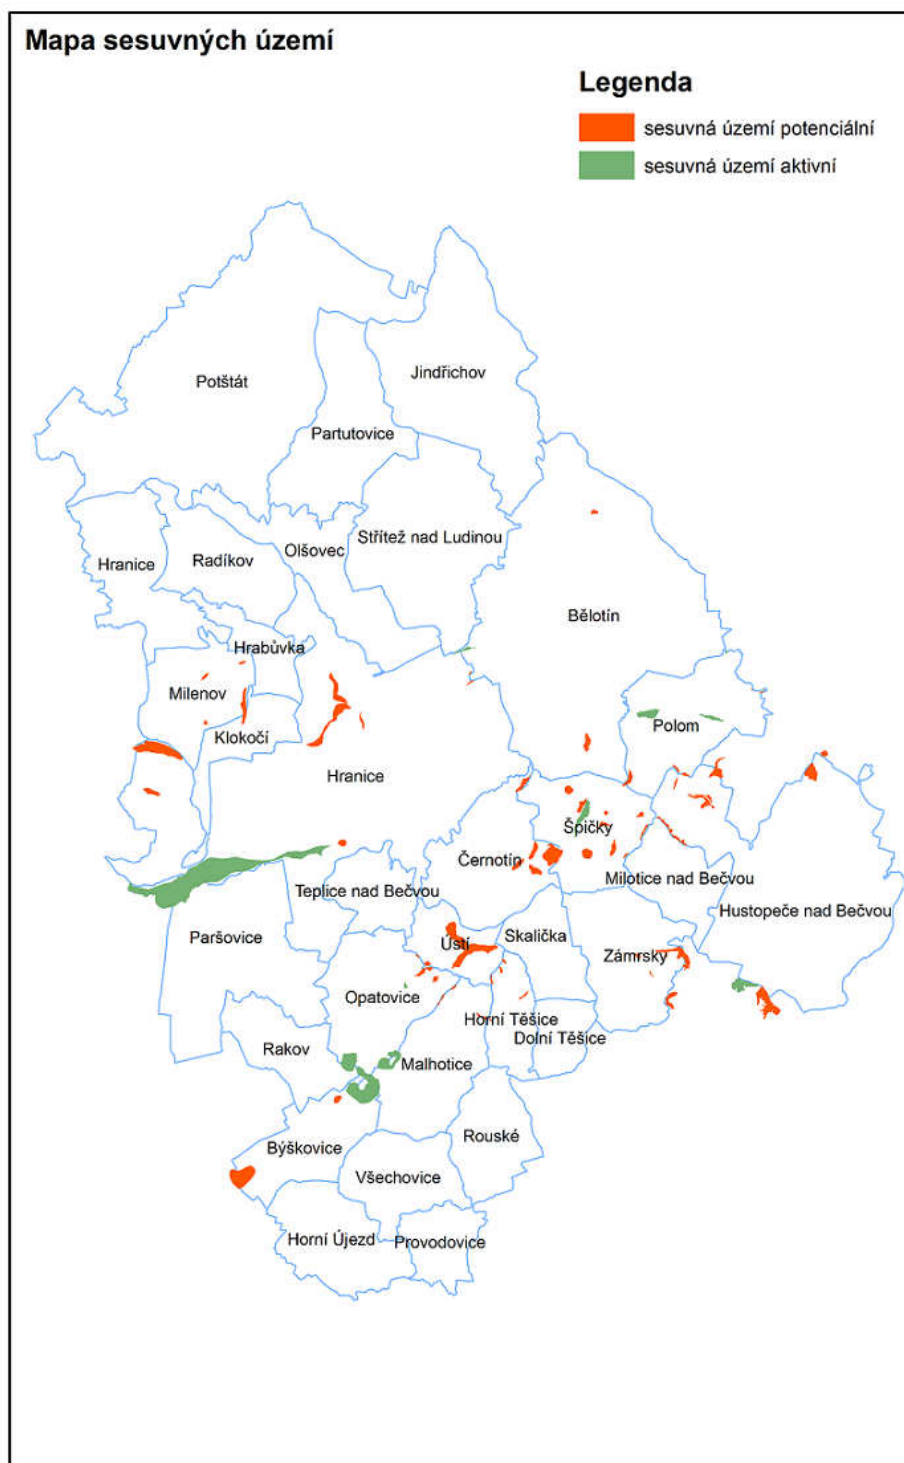 Mapa sesuvných území
Legenda
sesuvná území potenciální
sesuvná území aktivní
Potštát
Jindřichov
Partutovice
Střítež nad Ludinou
Olšovec
Radíkov
Hranice
Bělotín
Hrabůvka
Milenov
Klokočí
Polom
Hranice
Špičky
Černotín
Milotice nad Bečvou
Teplice nad Bečvou
Hustopeče nad Bečvou
Paršovice
Skalička
Ústí
Zámrsky
Opatovice
Horní Těšice
Dolní Těšice
Rakov
Malhotice
Rouské
Býškovice
Všechovice
Horní Újezd
Provodovice